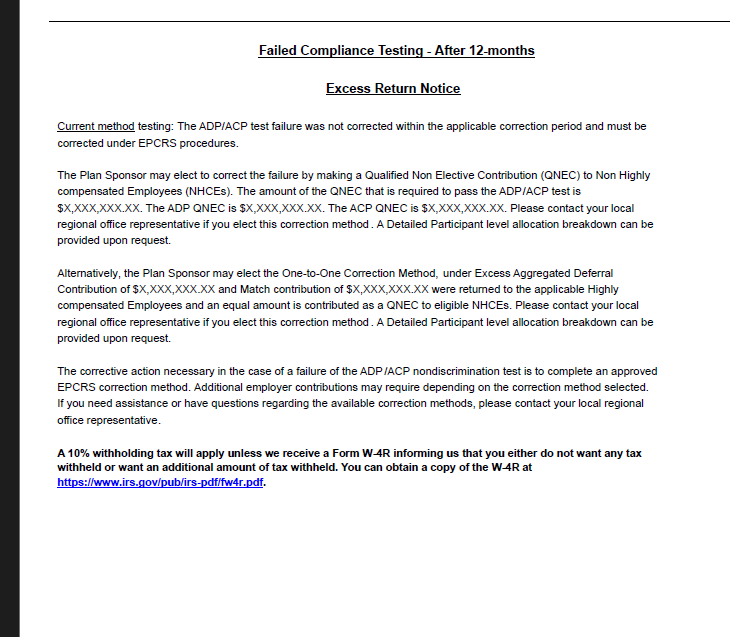 Failed Compliance Testing - After 12-months
Excess Return Notice
Current method testing: The ADP/ACP test failure was not corrected within the applicable correction period and must be
corrected under EPCRS procedures.
The Plan Sponsor may elect to correct the failure by making a Qualified Non Elective Contribution (QNEC) to Non Highly
compensated Employees (NHCEs). The amount of the QNEC that is required to pass the ADP/ACP test is
$X,XXX,XXX.XX. The ADP QNEC is $X,XXX,XXX.XX. The ACP QNEC is $X,XXX,XXX.XX. Please contact your local
regional office representative if you elect this correction method. A Detailed Participant level allocation breakdown can be
provided upon request.
Alternatively, the Plan Sponsor may elect the One-to-One Correction Method, under Excess Aggregated Deferral
Contribution of $X,XXX,XXX.XX and Match contribution of $X,XXX,XXX.XX were returned to the applicable Highly
compensated Employees and an equal amount is contributed as a QNEC to eligible NHCEs. Please contact your local
regional office representative if you elect this correction method. A Detailed Participant level allocation breakdown can be
provided upon request.
The corrective action necessary in the case of a failure of the ADP/ACP nondiscrimination test is to complete an approved
EPCRS correction method. Additional employer contributions may require depending on the correction method selected.
If you need assistance or have questions regarding the available correction methods, please contact your local regional
office representative.
A 10% withholding tax will apply unless we receive a Form W-4R informing us that you either do not want any tax
withheld or want an additional amount of tax withheld. You can obtain a copy of the W-4R at
https://www.irs.gov/pub/irs-pdf/fw4r.pdf.